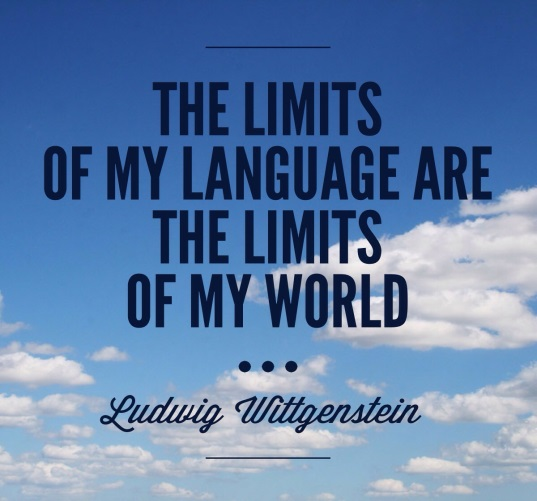 THE LIMITS
OF MY LANGUAGE ARE
THE LIMITS
OF MY WORLD
•••
Ludwig Wittgenstein